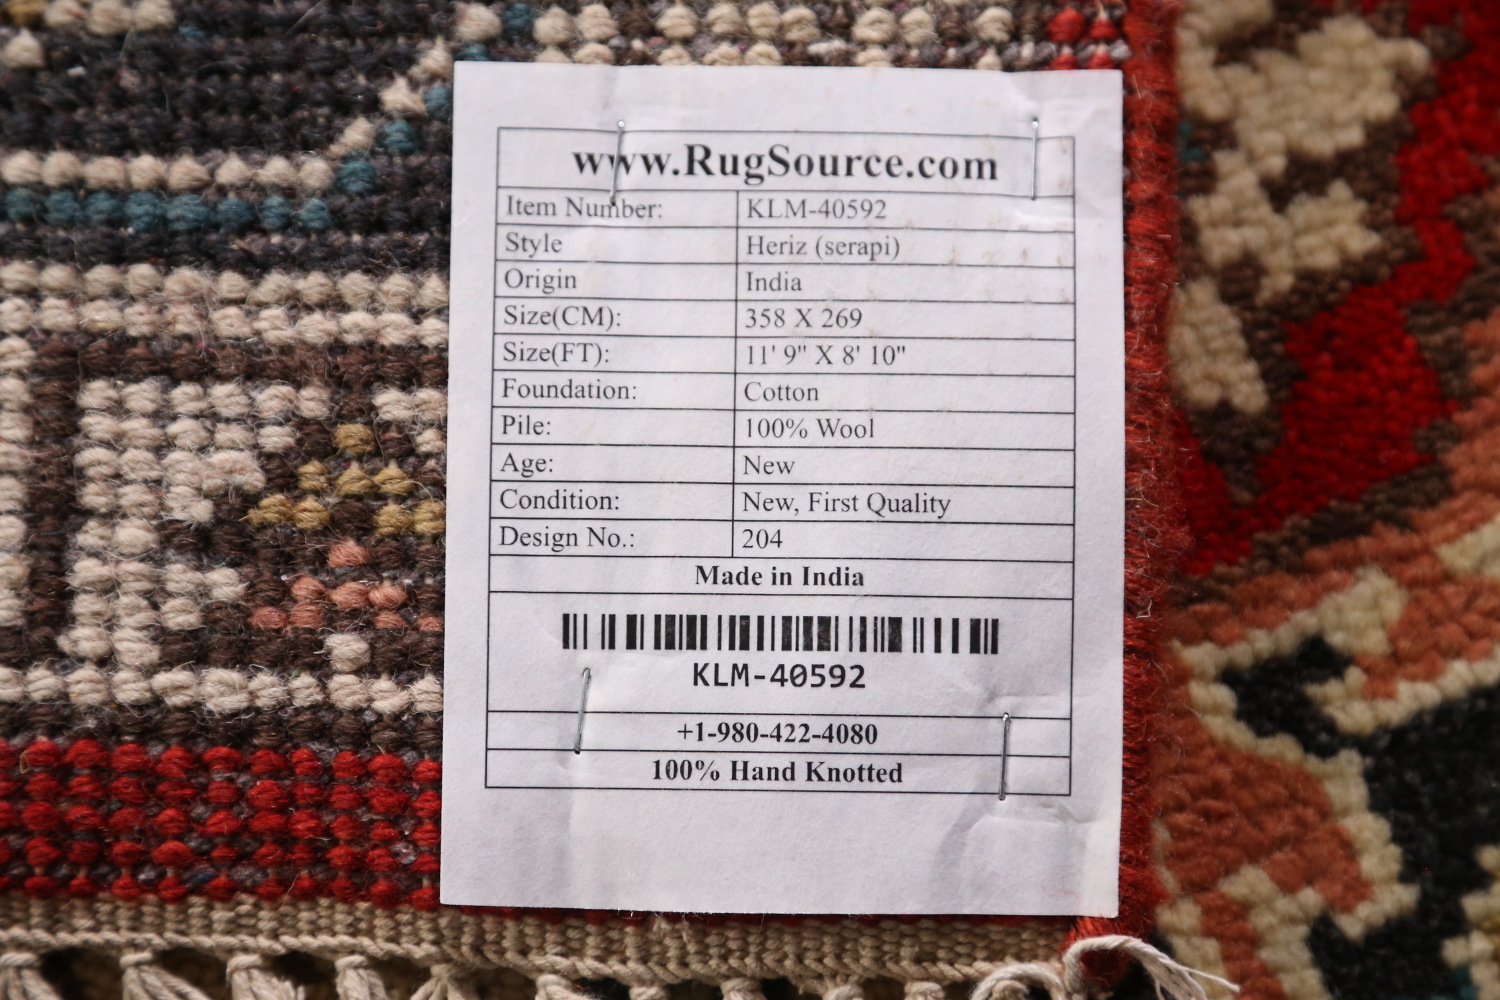 www.RugSource.com
Item Number: KLM-40592
Style Heriz (serapi)
Origin India
Size(CM): 358 X 269
Size(FT): 11' 9" X 8' 10"
Foundation: Cotton
Pile: 100% Wool
Age: New
Condition: New, First Quality
Design No.: 204
Made in India
KLM-40592
+1-980-422-4080
100% Hand Knotted